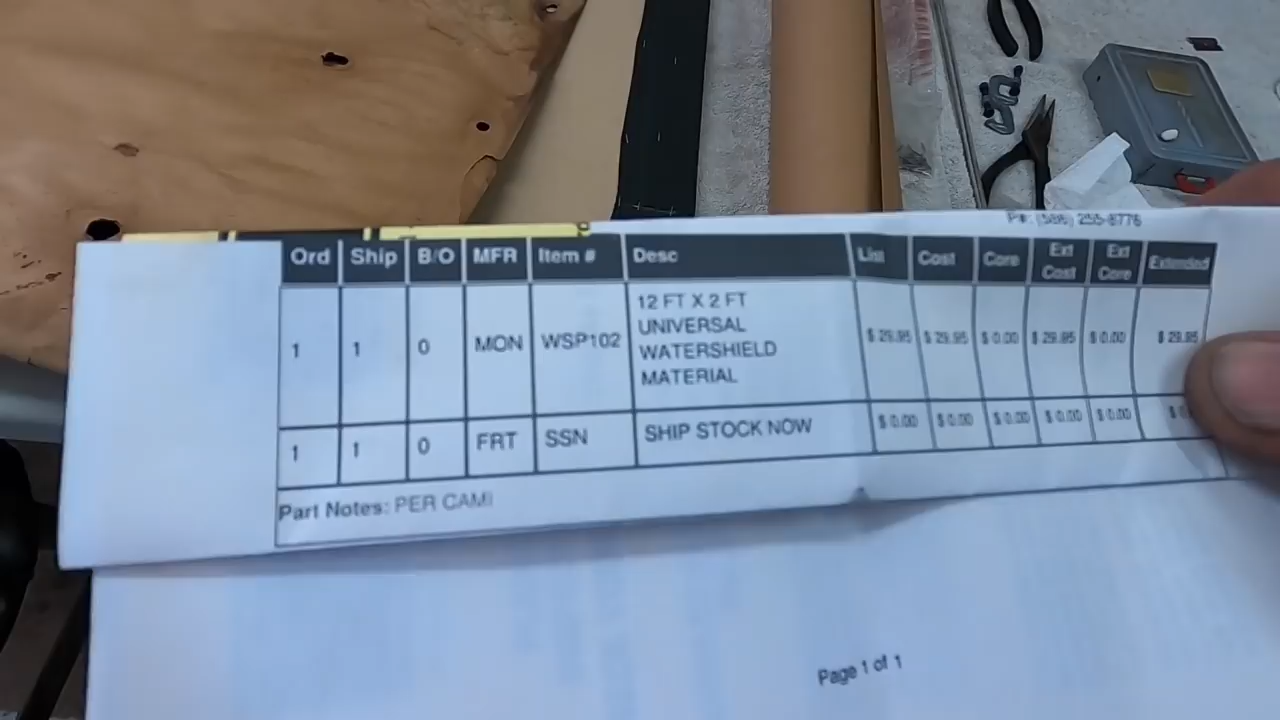 P#: (586) 255-8776
Ord Ship B/O MFR Item # Desc List Cost Core Ext Cost Ext Core Extended
1 1 0 MON WSP102 12 FT X 2 FT UNIVERSAL WATERSHIELD MATERIAL $ 29.95 $ 29.95 $ 0.00 $ 29.95 $ 0.00 $ 29.95
1 1 0 FRT SSN SHIP STOCK NOW $ 0.00 $ 0.00 $ 0.00 $ 0.00 $ 0.00
Part Notes: PER CAMI
Page 1 of 1